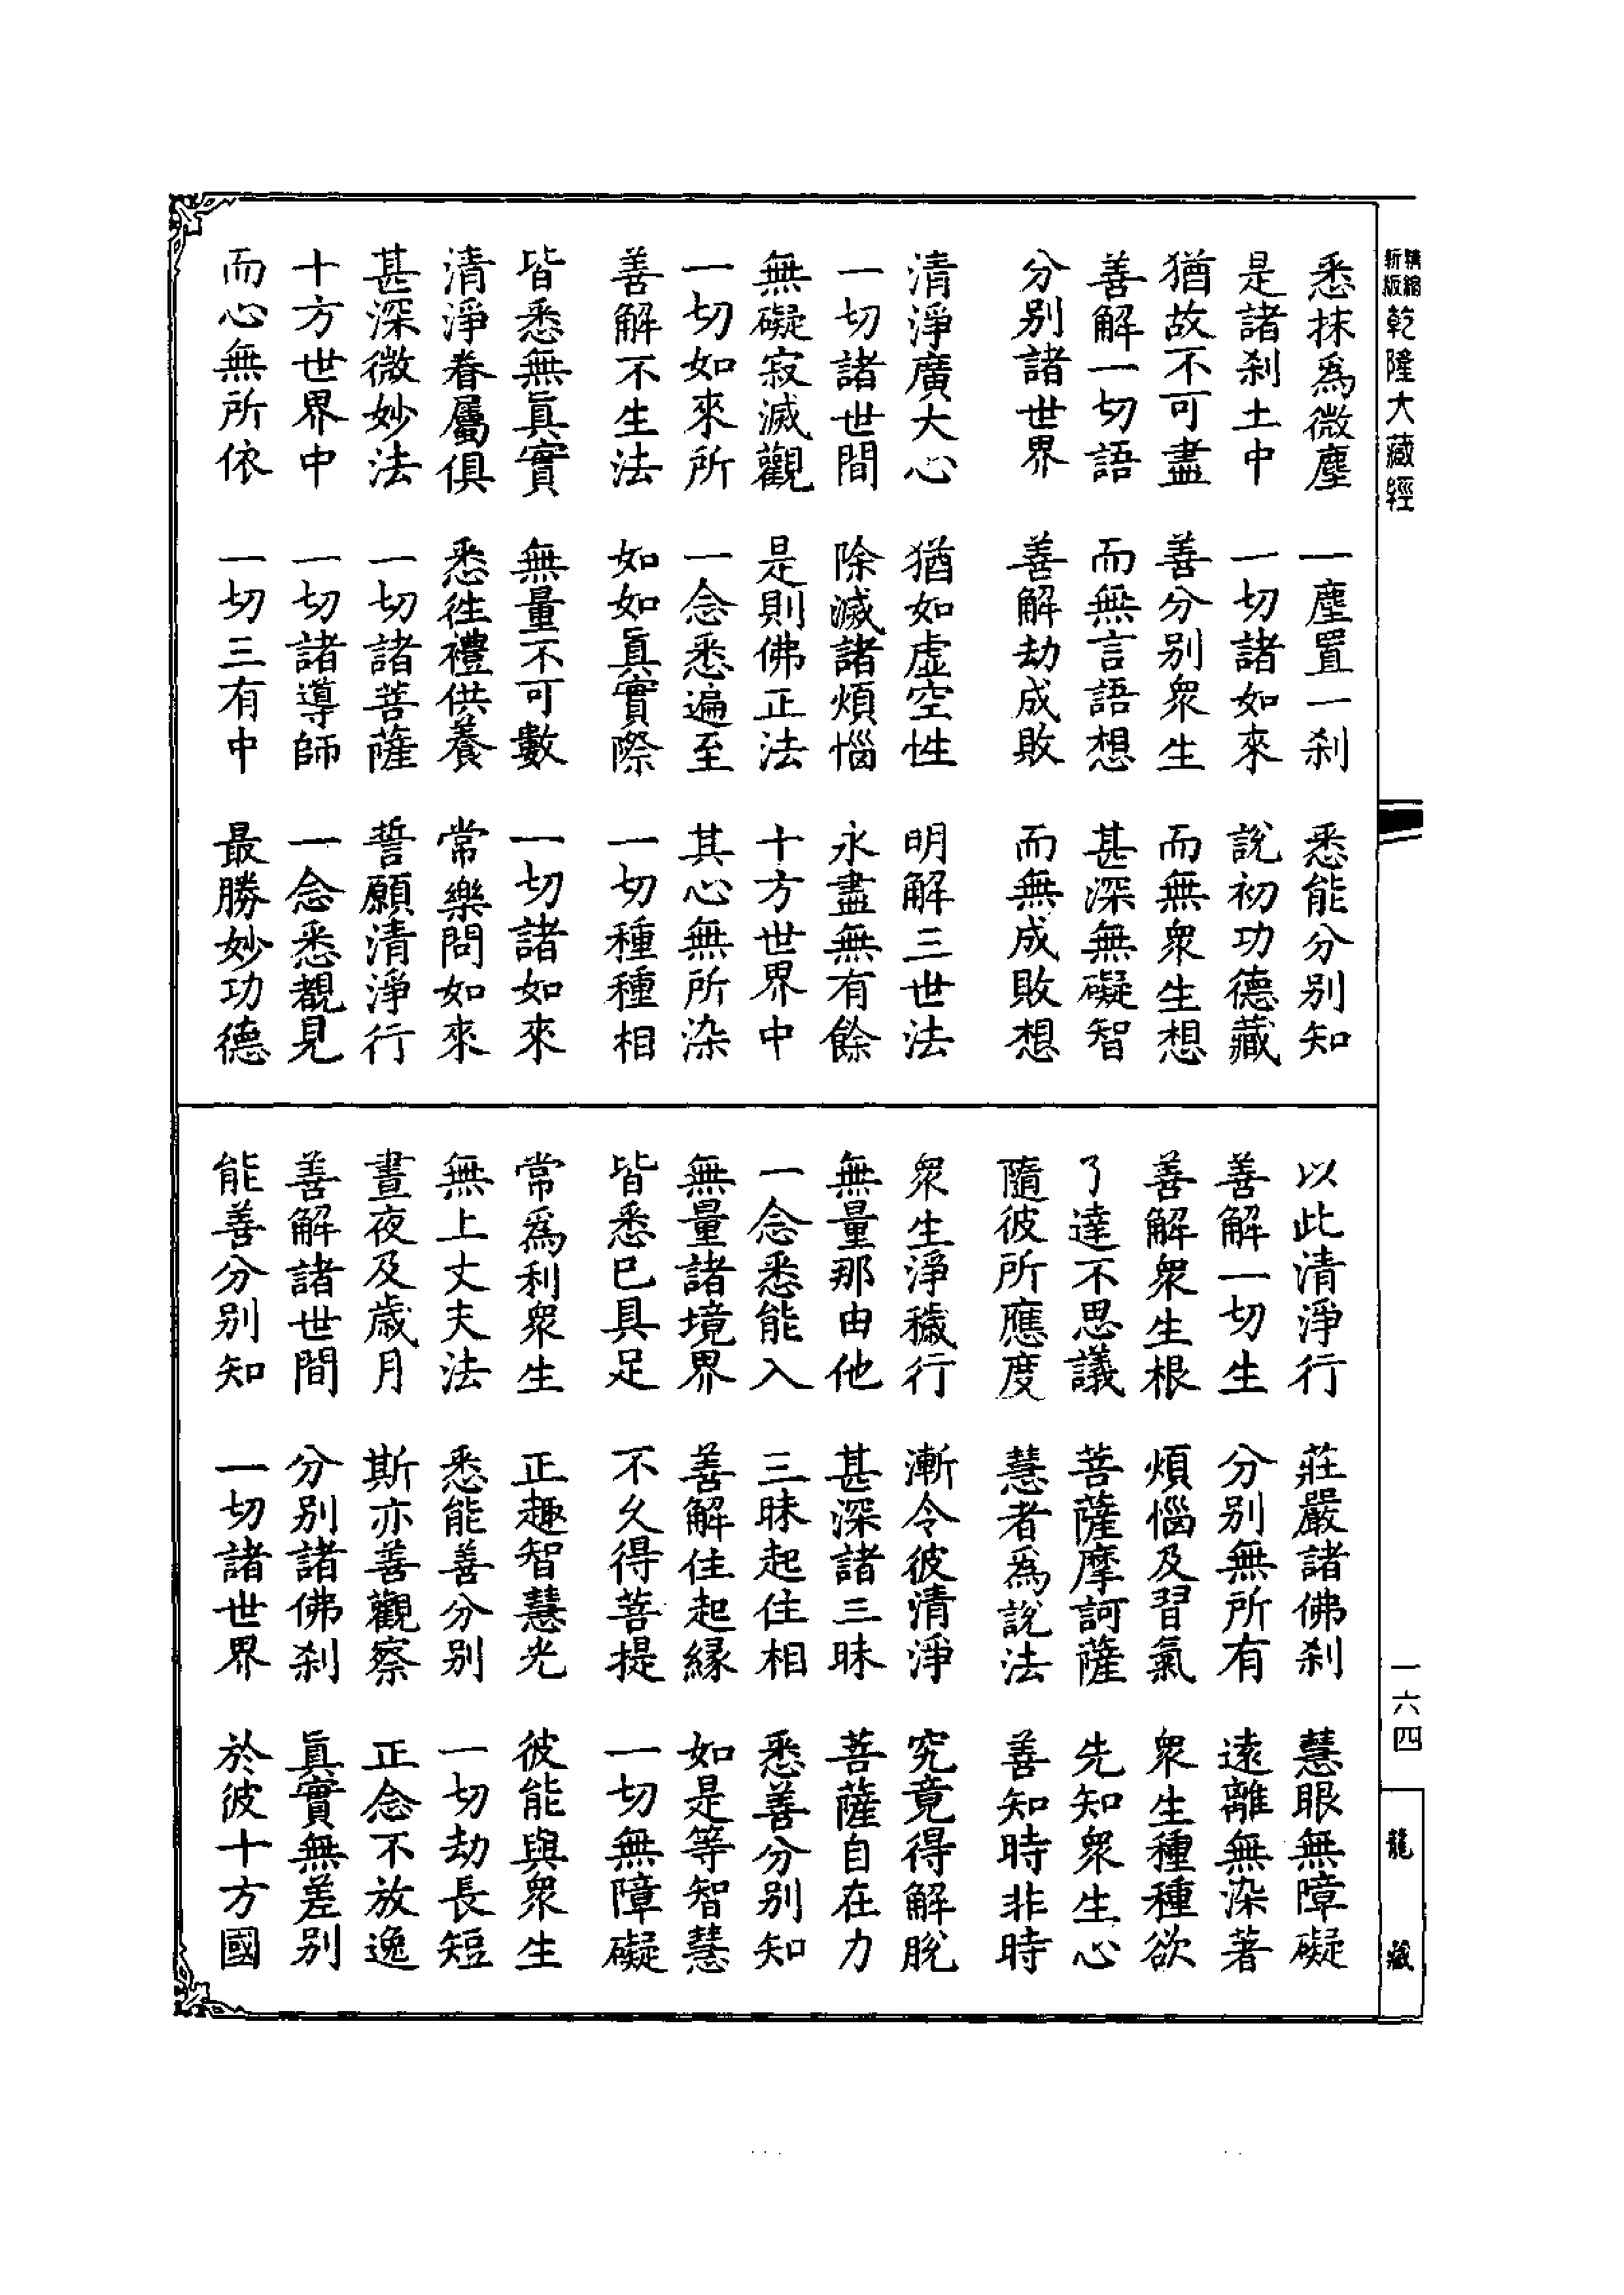 精縮新版乾隆大藏經
悉抹為微塵　一塵置一剎　悉能分別知
是諸剎土中　一切諸如來　說初功德藏
猶故不可盡　善分別眾生　而無眾生想
善解一切語　而無言語想　甚深無礙智
分別諸世界　善解劫成敗　而無成敗想
清淨廣大心　猶如虛空性　明解三世法
一切諸世間　除滅諸煩惱　永盡無有餘
無礙寂滅觀　是則佛正法　十方世界中
一切如來所　一念悉遍至　其心無所染
善解不生法　如如眞實際　一切種種相
皆悉無眞實　無量不可數　一切諸如來
清淨眷屬俱　悉往禮供養　常樂問如來
甚深微妙法　一切諸菩薩　誓願清淨行
十方世界中　一切諸導師　一念悉覩見
而心無所依　一切三有中　最勝妙功德
以此清淨行　莊嚴諸佛剎　慧眼無障礙
善解一切生　分別無所有　遠離無染著
善解眾生根　煩惱及習氣　眾生種種欲
了達不思議　菩薩摩訶薩　先知眾生心
隨彼所應度　慧者為說法　善知時非時
眾生淨穢行　漸令彼清淨　究竟得解脫
無量那由他　甚深諸三昧　菩薩自在力
一念悉能入　三昧起住相　悉善分別知
無量諸境界　善解住起緣　如是等智慧
皆悉已具足　不久得菩提　一切無障礙
常為利眾生　正趣智慧光　彼能與眾生
無上丈夫法　悉能善分別　一切劫長短
晝夜及歲月　斯亦善觀察　正念不放逸
善解諸世間　分別諸佛剎　眞實無差別
能善分別知　一切諸世界　於彼十方國
一六四
龍藏